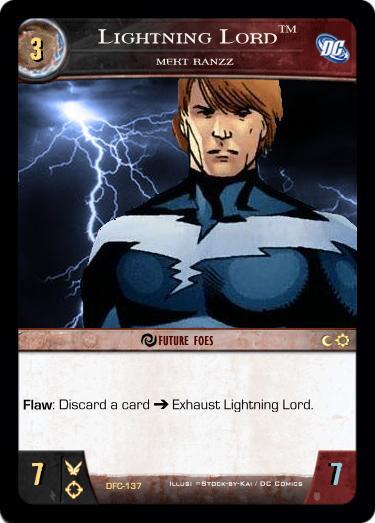 3
LIGHTNING LORD™
MEKT RANZZ
DC
FUTURE FOES
Flaw: Discard a card ➔ Exhaust Lightning Lord.
7
DFC-137
ILLUS: =STOCK-BY-KAI / DC COMICS
7